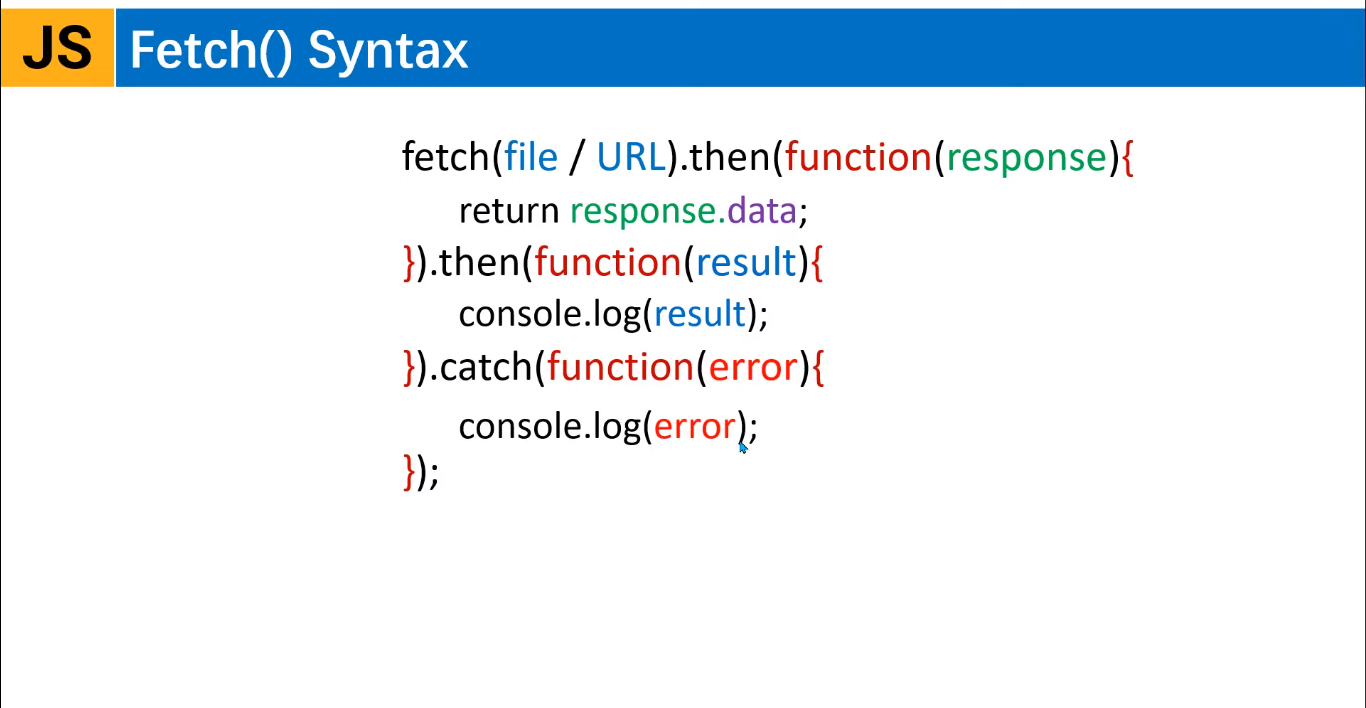 JS Fetch() Syntax
fetch(file / URL).then(function(response){
return response.data;
}).then(function(result){
console.log(result);
}).catch(function(error){
console.log(error);
});